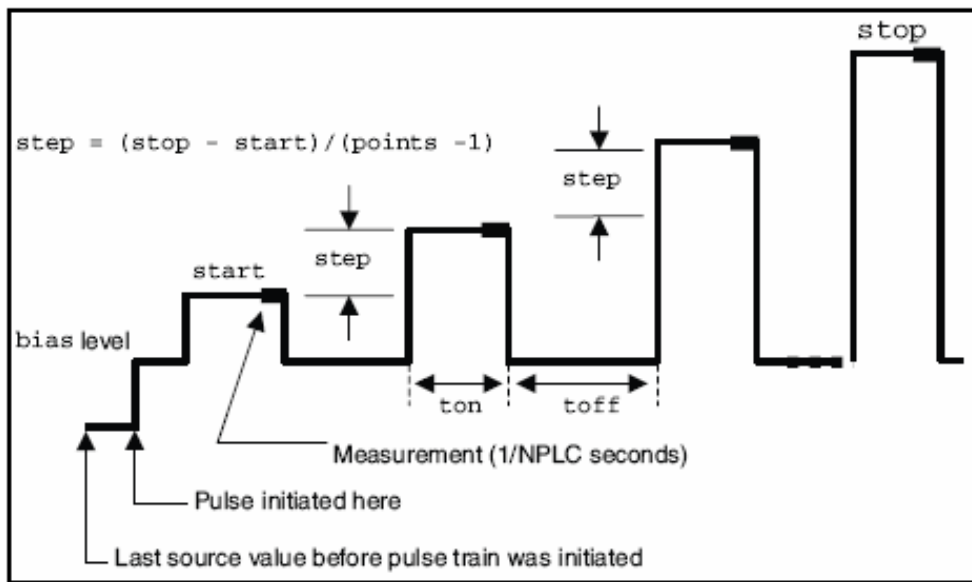 stop
step = (stop - start)/(points -1)
step
step
start
bias level
ton
toff
Measurement (1/NPLC seconds)
Pulse initiated here
Last source value before pulse train was initiated